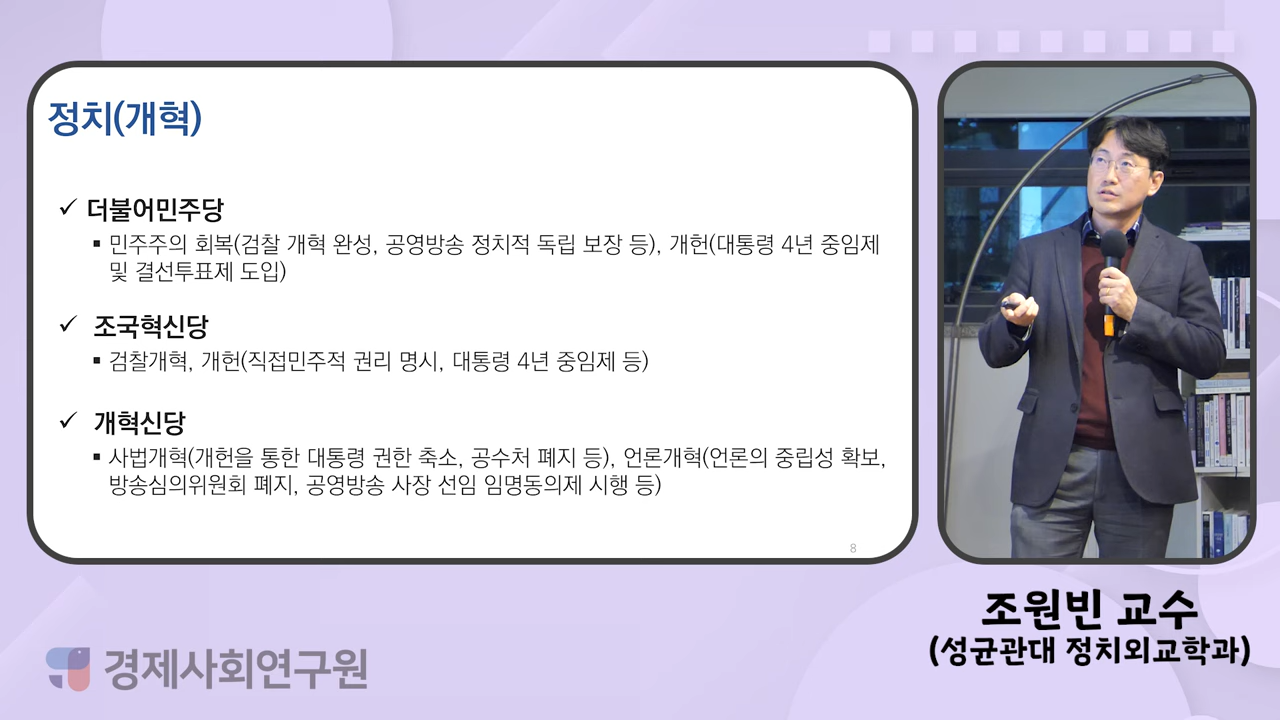 정치(개혁)
✓ 더불어민주당
▪ 민주주의 회복(검찰 개혁 완성, 공영방송 정치적 독립 보장 등), 개헌(대통령 4년 중임제
및 결선투표제 도입)
✓ 조국혁신당
▪ 검찰개혁, 개헌(직접민주적 권리 명시, 대통령 4년 중임제 등)
✓ 개혁신당
▪ 사법개혁(개헌을 통한 대통령 권한 축소, 공수처 폐지 등), 언론개혁(언론의 중립성 확보,
방송심의위원회 폐지, 공영방송 사장 선임 임명동의제 시행 등)
8
조원빈 교수
(성균관대 정치외교학과)
경제사회연구원